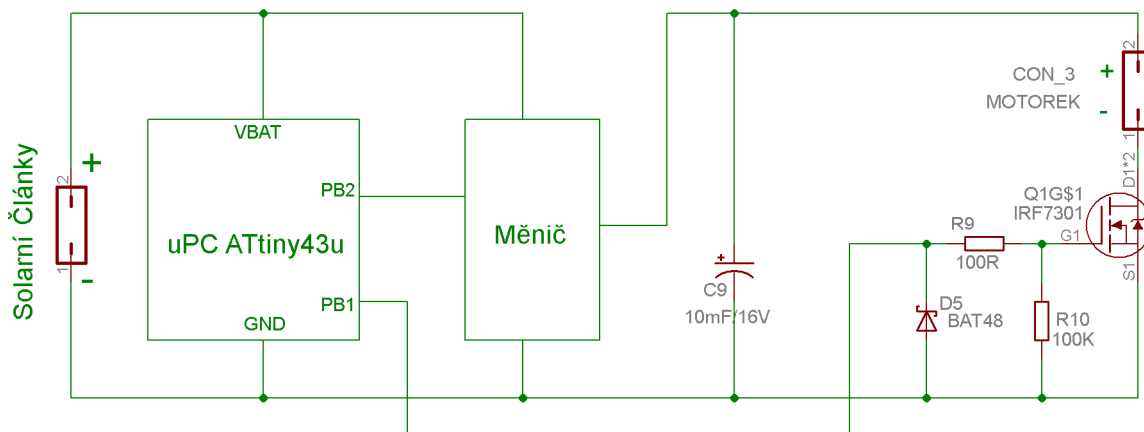 Solarní Články
2
+
1
-
VBAT
PB2
uPC ATtiny43u
PB1
GND
Měnič
+
C9
10mF/16V
CON_3
MOTOREK
2
+
-
1
D1*2
Q1G$1
IRF7301
G1
S1
R9
100R
D5
BAT48
R10
100K